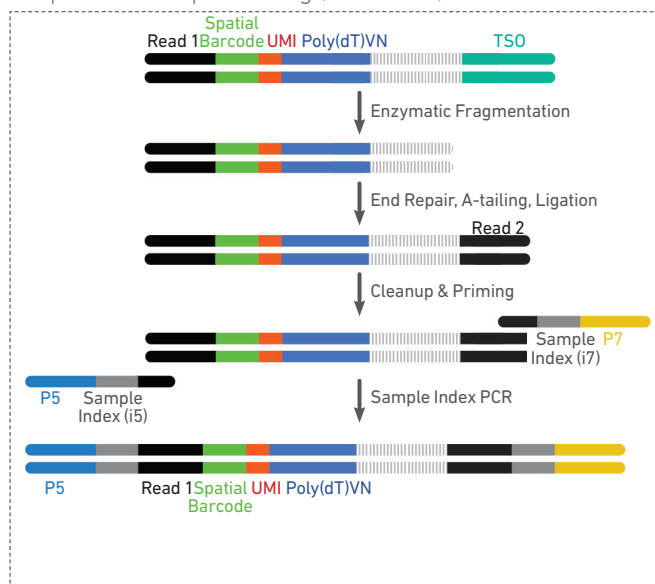 Spatial
Read 1 Barcode UMI Poly(dT)VN TSO
Enzymatic Fragmentation
End Repair, A-tailing, Ligation
Read 2
Cleanup & Priming
Sample P7
Index (i7)
P5 Sample
Index (i5)
Sample Index PCR
P5 Read 1 Spatial UMI Poly(dT)VN
Barcode